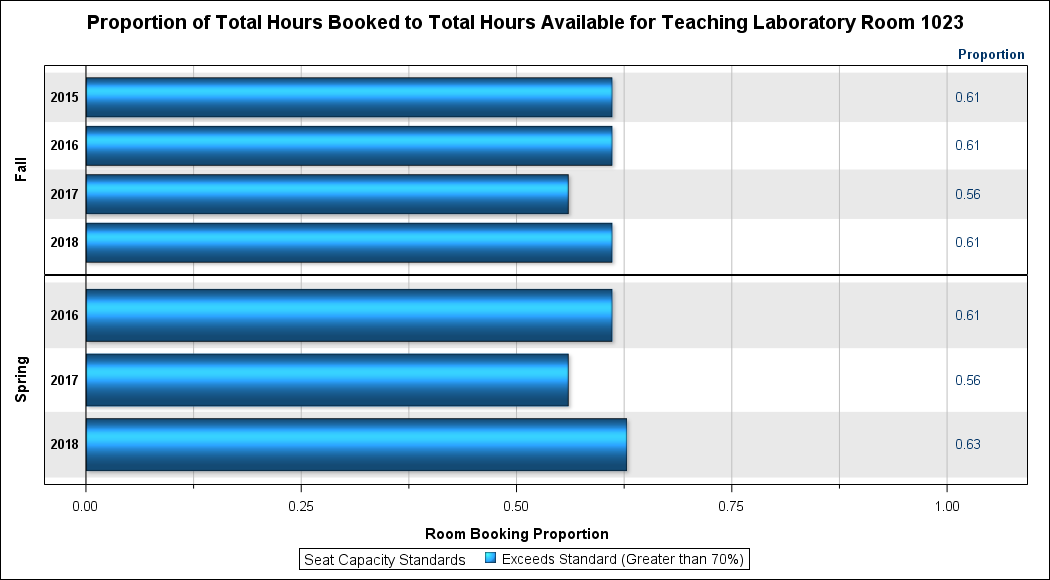 Proportion of Total Hours Booked to Total Hours Available for Teaching Laboratory Room 1023
Proportion
Fall
2015 0.61
2016 0.61
2017 0.56
2018 0.61
Spring
2016 0.61
2017 0.56
2018 0.63
0.00 0.25 0.50 0.75 1.00
Room Booking Proportion
Seat Capacity Standards Exceeds Standard (Greater than 70%)